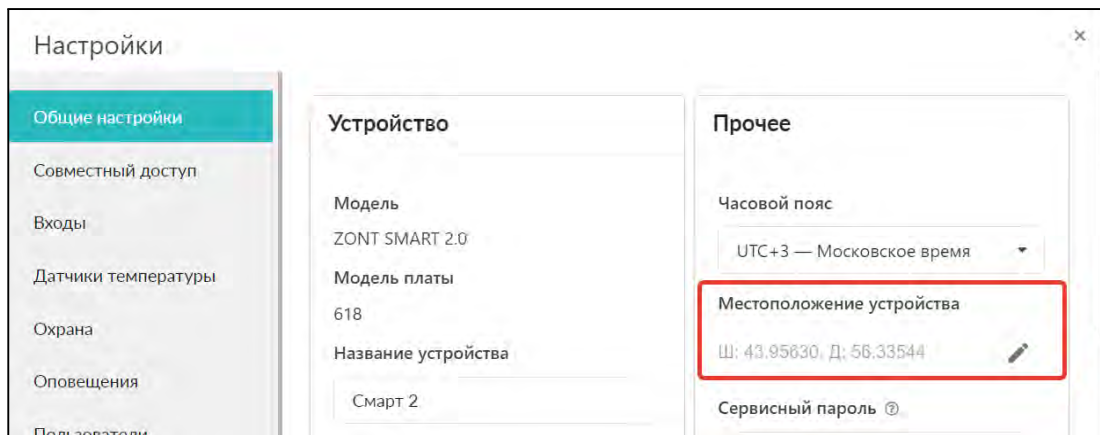 Настройки
Общие настройки
Совместный доступ
Входы
Датчики температуры
Охрана
Оповещения
Пользователи
Устройство
Модель
ZONT SMART 2.0
Модель платы
618
Название устройства
Смарт 2
Прочее
Часовой пояс
UTC+3 — Московское время
Местоположение устройства
Ш: 43.95630, Д: 56.33544
Сервисный пароль